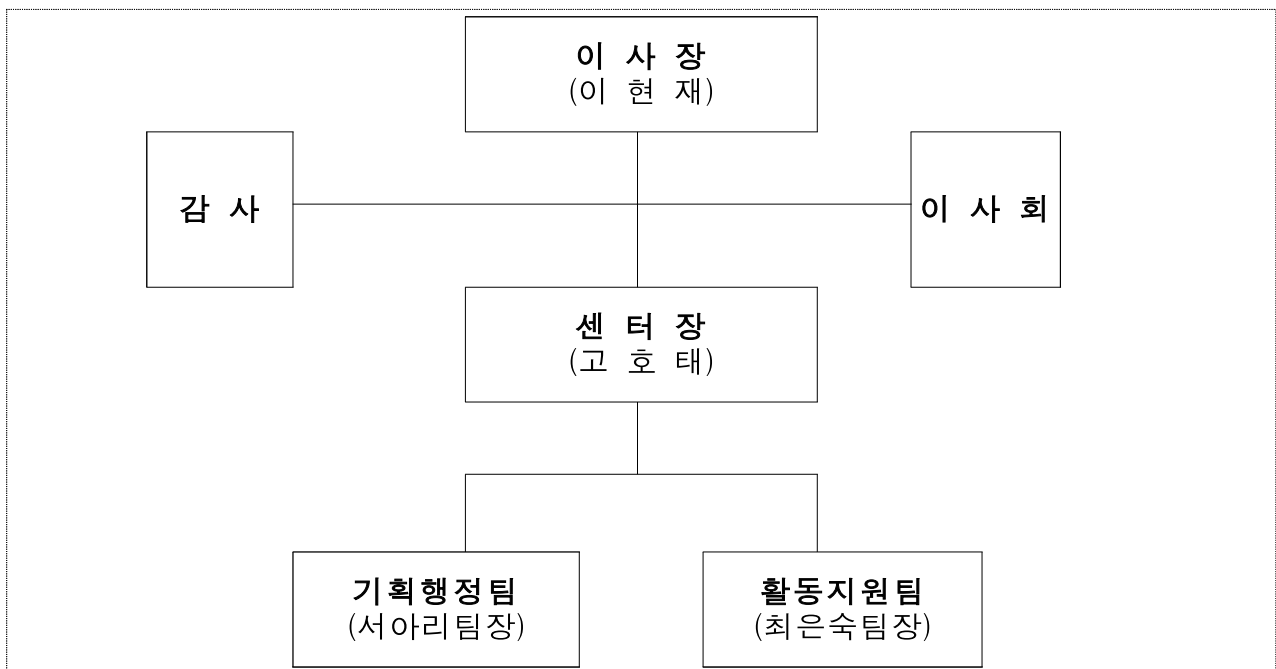 이 사 장
(이 현 재)
감 사
이 사 회
센 터 장
(고 호 태)
기획행정팀
(서아리팀장)
활동지원팀
(최은숙팀장)